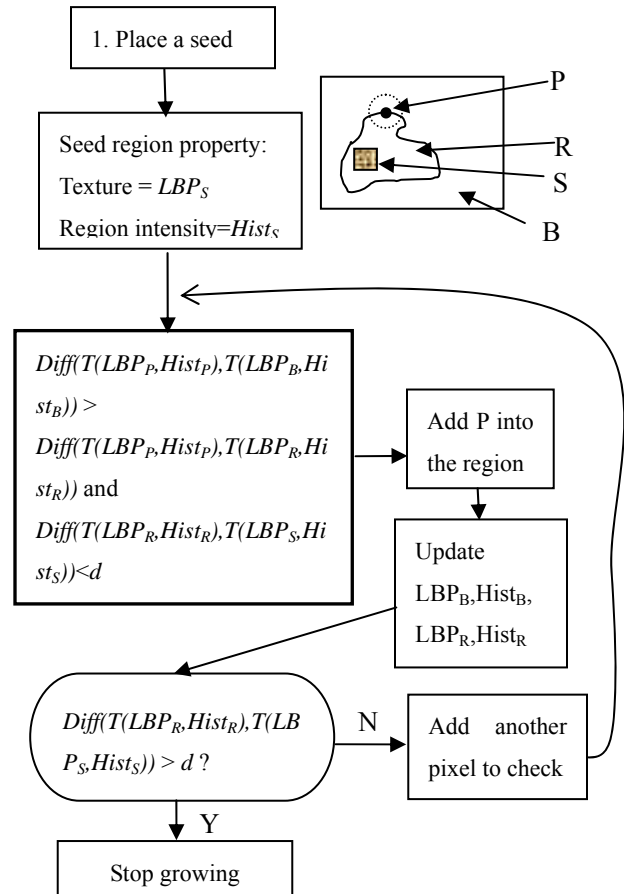 1. Place a seed
P
R
S
B
Seed region property:
Texture = LBP_S
Region intensity=Hist_S
Diff(T(LBP_P,Hist_P),T(LBP_B,Hi
st_B)) >
Diff(T(LBP_P,Hist_P),T(LBP_R,Hi
st_R)) and
Diff(T(LBP_R,Hist_R),T(LBP_S,Hi
st_S))<d
Add P into
the region
Update
LBP_B,Hist_B,
LBP_R,Hist_R
Diff(T(LBP_R,Hist_R),T(LB
P_S,Hist_S)) > d ?
N
Add another
pixel to check
Y
Stop growing